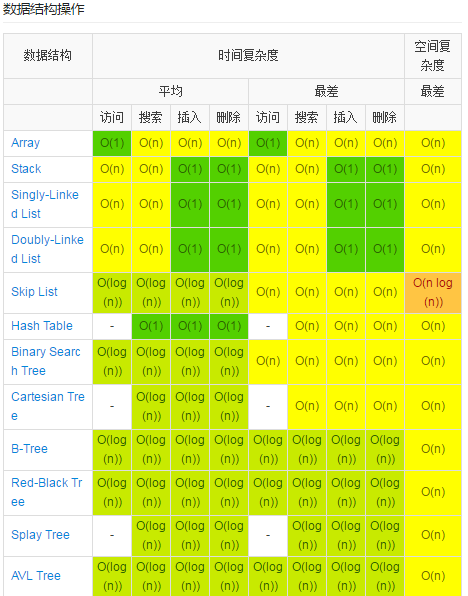 数据结构操作
数据结构 时间复杂度 空间复杂度
平均 最差 最差
访问 搜索 插入 删除 访问 搜索 插入 删除
Array O(1) O(n) O(n) O(n) O(1) O(n) O(n) O(n) O(n)
Stack O(n) O(n) O(1) O(1) O(n) O(n) O(1) O(1) O(n)
Singly-Linked List O(n) O(n) O(1) O(1) O(n) O(n) O(1) O(1) O(n)
Doubly-Linked List O(n) O(n) O(1) O(1) O(n) O(n) O(1) O(1) O(n)
Skip List O(log(n)) O(log(n)) O(log(n)) O(log(n)) O(n) O(n) O(n) O(n) O(n log(n))
Hash Table - O(1) O(1) O(1) - O(n) O(n) O(n) O(n)
Binary Search Tree O(log(n)) O(log(n)) O(log(n)) O(log(n)) O(n) O(n) O(n) O(n) O(n)
Cartesian Tree - O(log(n)) O(log(n)) O(log(n)) - O(n) O(n) O(n) O(n)
B-Tree O(log(n)) O(log(n)) O(log(n)) O(log(n)) O(log(n)) O(log(n)) O(log(n)) O(log(n)) O(n)
Red-Black Tree O(log(n)) O(log(n)) O(log(n)) O(log(n)) O(log(n)) O(log(n)) O(log(n)) O(log(n)) O(n)
Splay Tree - O(log(n)) O(log(n)) O(log(n)) - O(log(n)) O(log(n)) O(log(n)) O(n)
AVL Tree O(log(n)) O(log(n)) O(log(n)) O(log(n)) O(log(n)) O(log(n)) O(log(n)) O(log(n)) O(n)